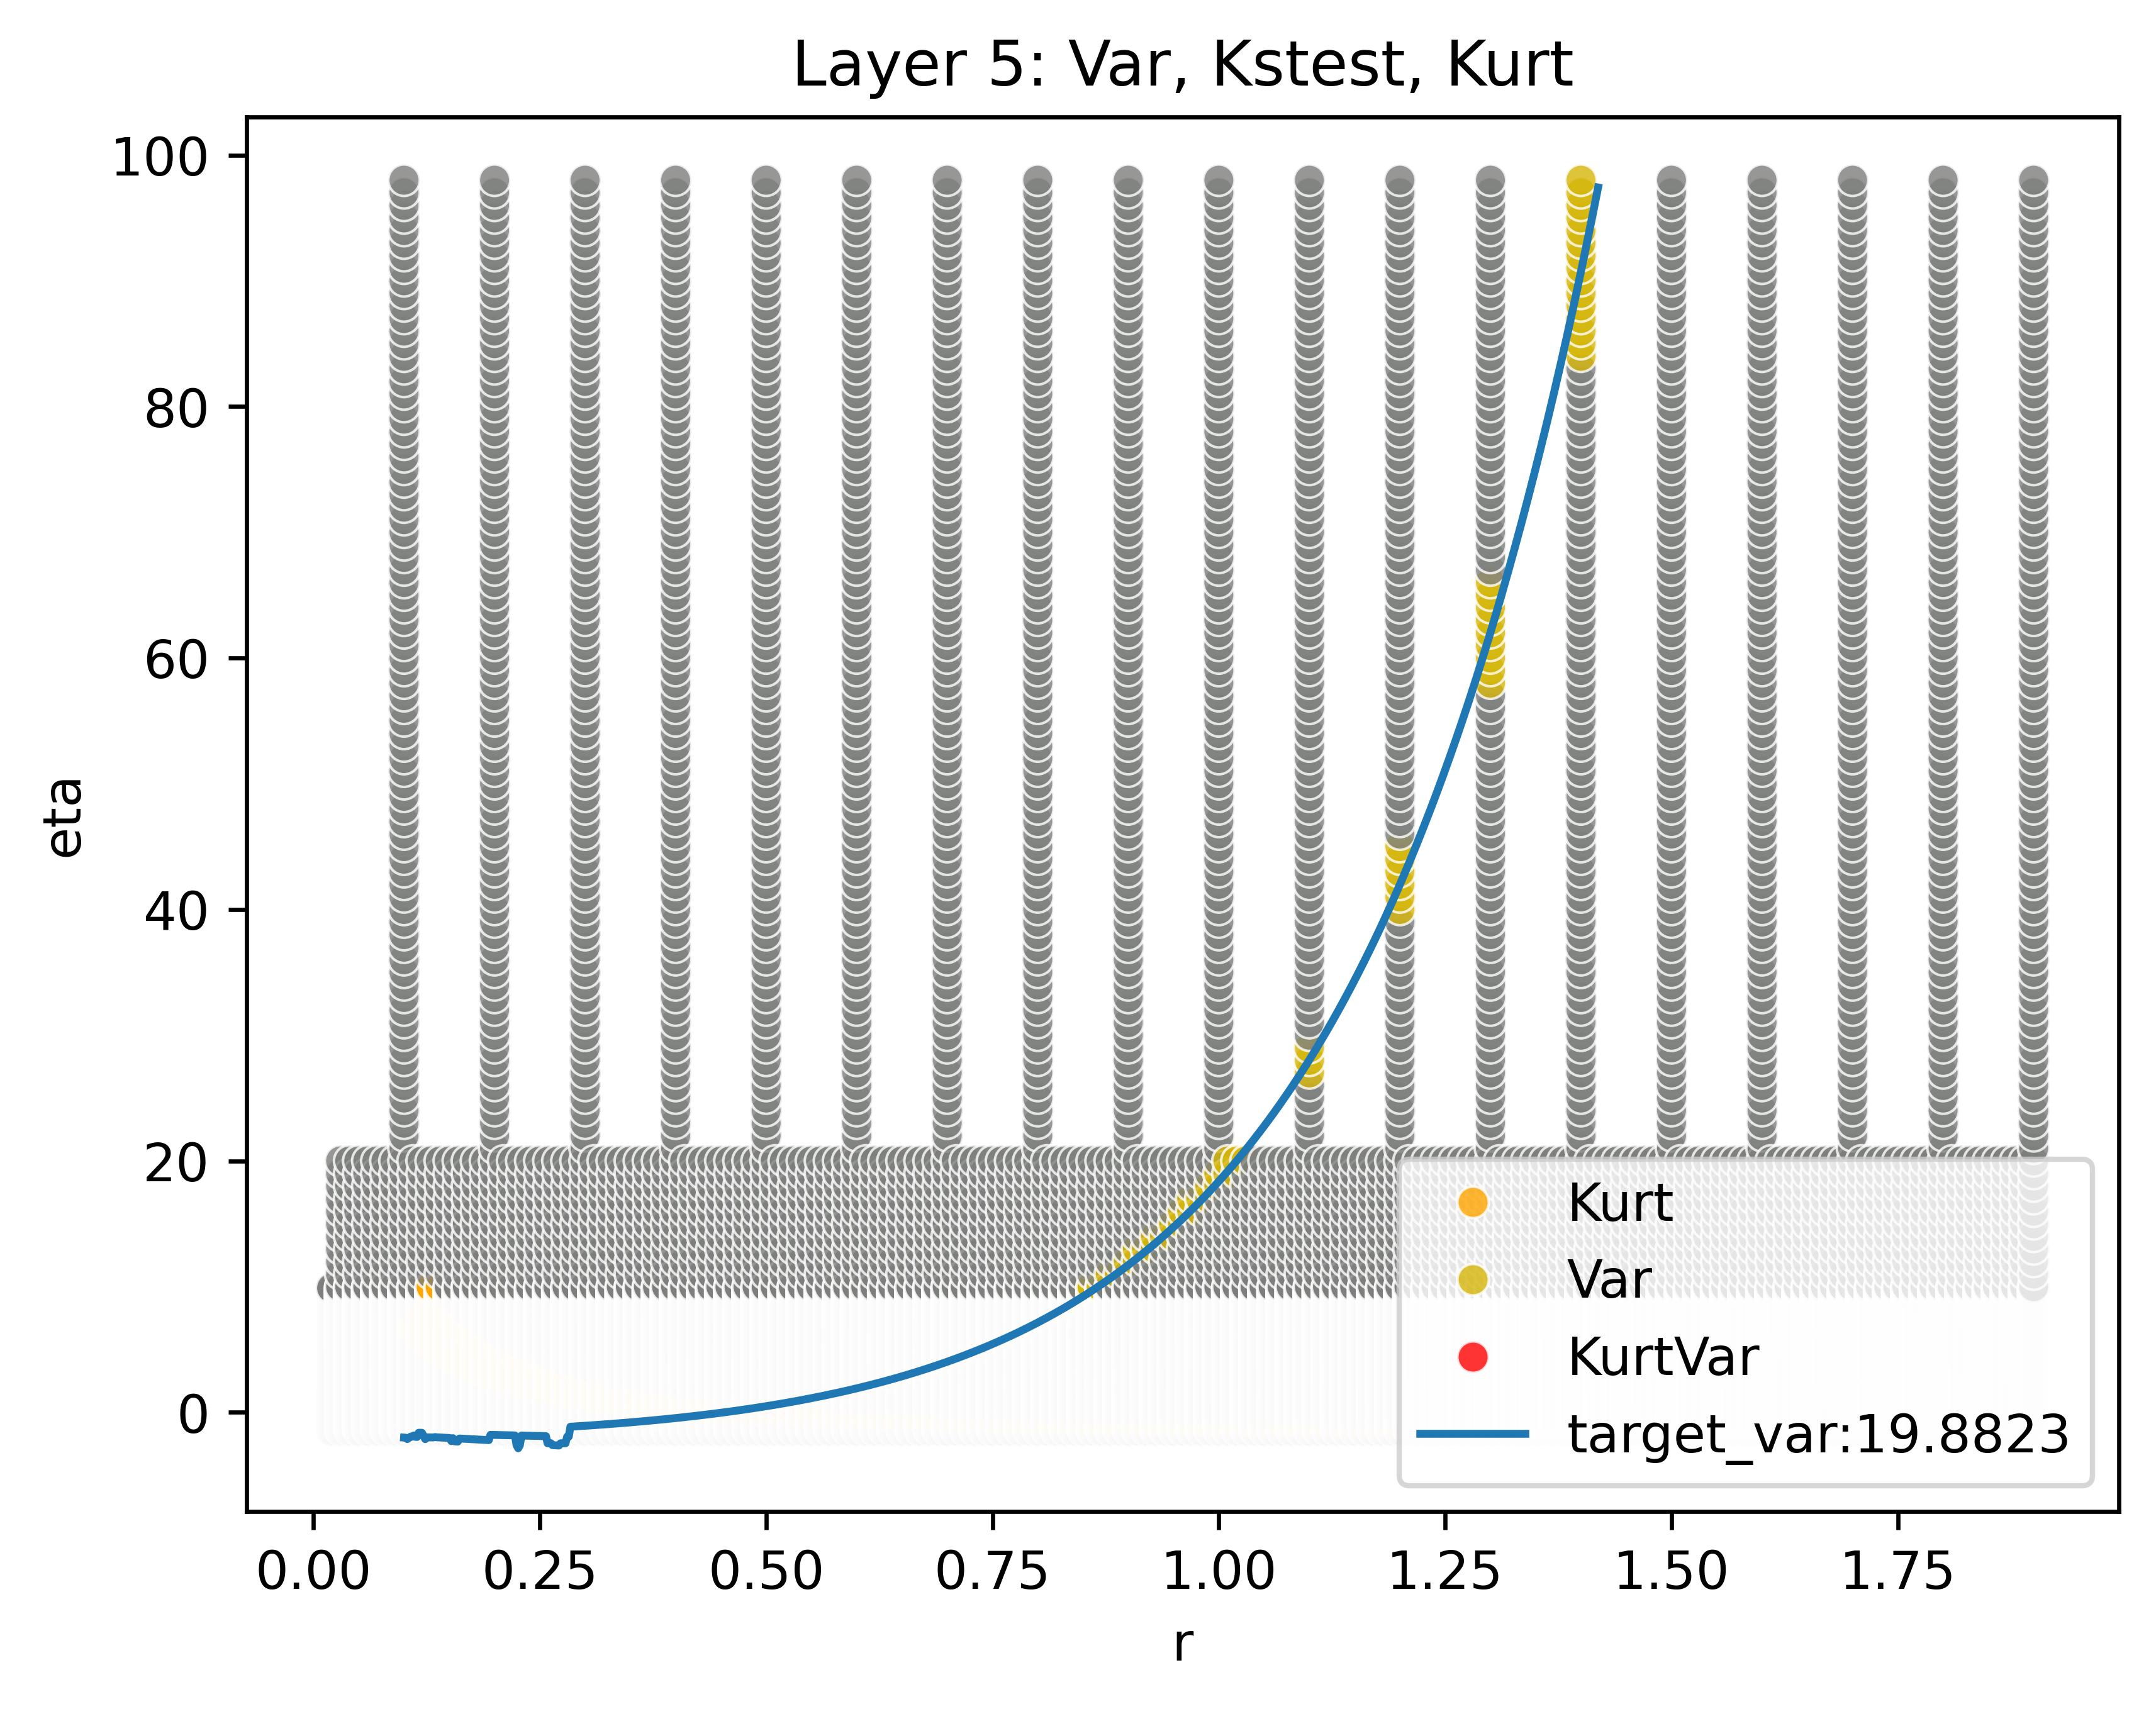 Layer 5: Var, Kstest, Kurt
100
80
60
40
20
0
eta
Kurt
Var
KurtVar
target_var:19.8823
0.00 0.25 0.50 0.75 1.00 1.25 1.50 1.75
r